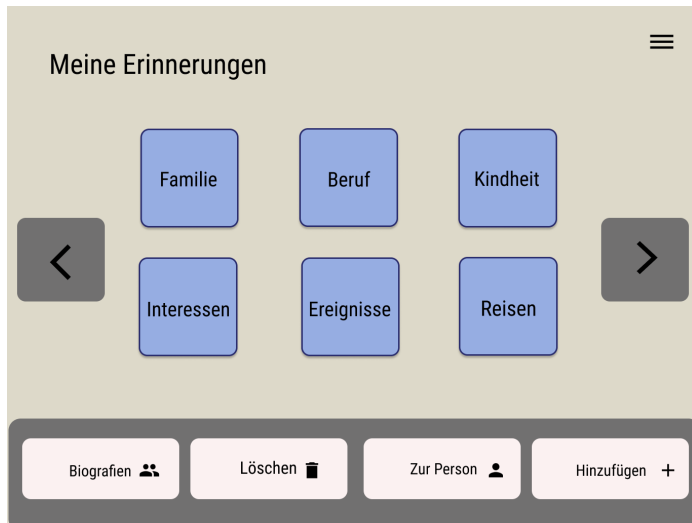 Meine Erinnerungen
Familie
Beruf
Kindheit
Interessen
Ereignisse
Reisen
Biografien
Löschen
Zur Person
Hinzufügen